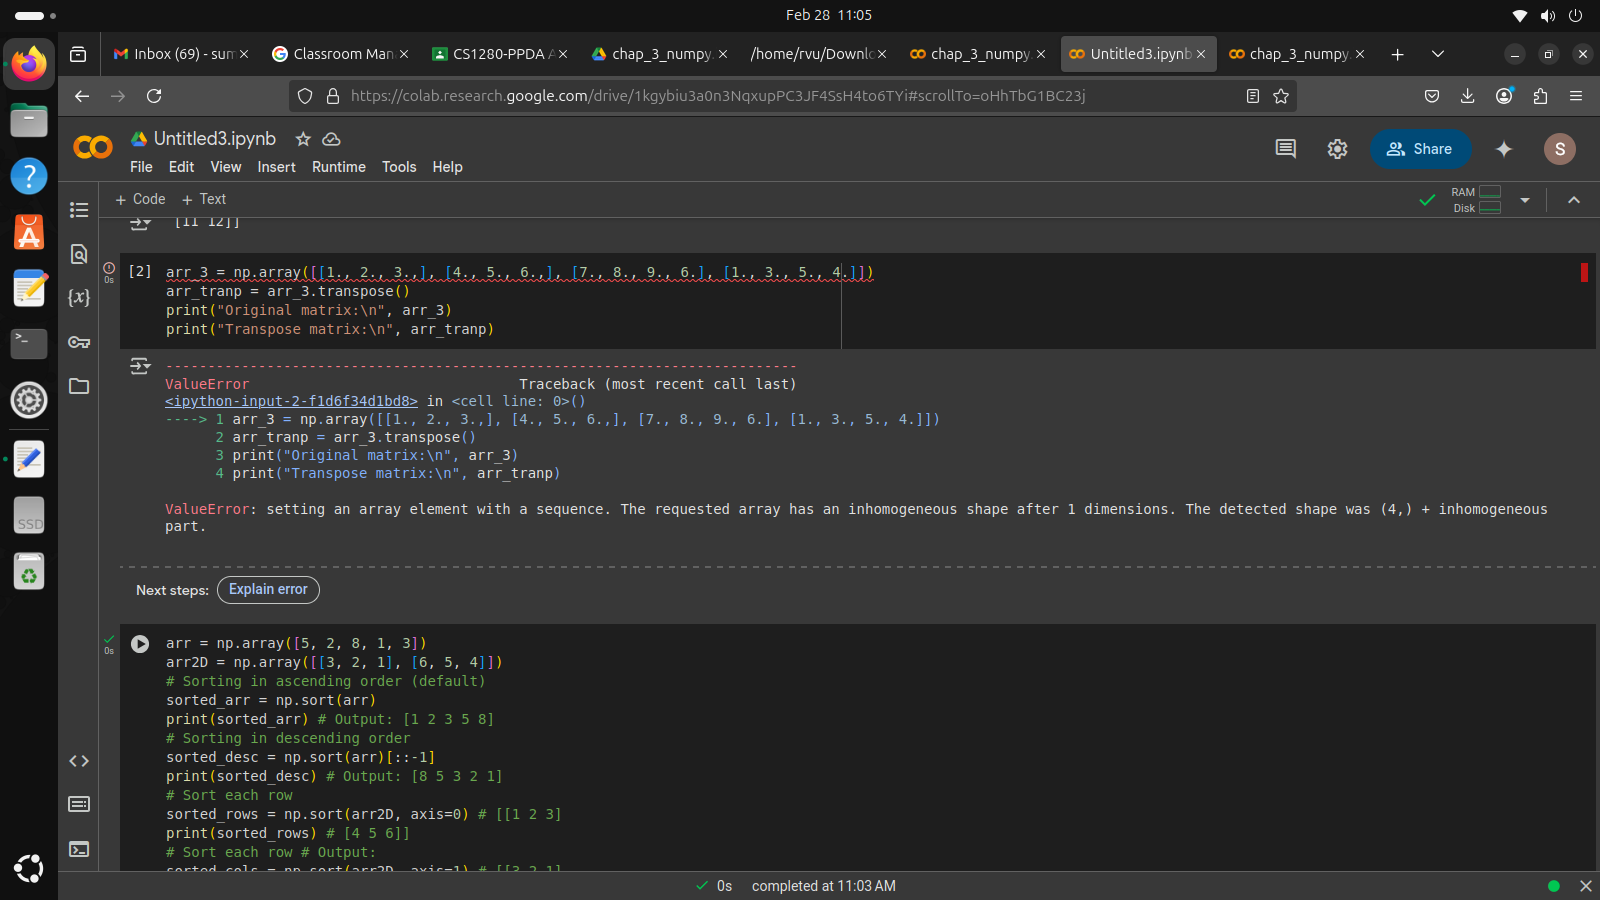 Feb 28 11:05
Inbox (69) - sum
Classroom Man
CS1280-PPDA A
chap_3_numpy.
/home/rvu/Downlo
chap_3_numpy.
Untitled3.ipynb
chap_3_numpy.
https://colab.research.google.com/drive/1kgybiu3a0n3NqxupPC3JF4SsH4to6TYi#scrollTo=oHhTbG1BC23j
Untitled3.ipynb
File Edit View Insert Runtime Tools Help
Share
S
+ Code + Text
RAM
Disk
[11 12]]
[2] arr_3 = np.array([[1., 2., 3.,], [4., 5., 6.,], [7., 8., 9., 6.], [1., 3., 5., 4.]])
0s
arr_tranp = arr_3.transpose()
print("Original matrix:\n", arr_3)
print("Transpose matrix:\n", arr_tranp)
---------------------------------------------------------------------------
ValueError Traceback (most recent call last)
<ipython-input-2-f1d6f34d1bd8> in <cell line: 0>()
----> 1 arr_3 = np.array([[1., 2., 3.,], [4., 5., 6.,], [7., 8., 9., 6.], [1., 3., 5., 4.]])
2 arr_tranp = arr_3.transpose()
3 print("Original matrix:\n", arr_3)
4 print("Transpose matrix:\n", arr_tranp)
ValueError: setting an array element with a sequence. The requested array has an inhomogeneous shape after 1 dimensions. The detected shape was (4,) + inhomogeneous
part.
Next steps: Explain error
arr = np.array([5, 2, 8, 1, 3])
0s
arr2D = np.array([[3, 2, 1], [6, 5, 4]])
# Sorting in ascending order (default)
sorted_arr = np.sort(arr)
print(sorted_arr) # Output: [1 2 3 5 8]
# Sorting in descending order
sorted_desc = np.sort(arr)[::-1]
print(sorted_desc) # Output: [8 5 3 2 1]
# Sort each row
sorted_rows = np.sort(arr2D, axis=0) # [[1 2 3]
print(sorted_rows) # [4 5 6]]
# Sort each row # Output:
sorted_cols = np.sort(arr2D, axis=1) # [[3 2 1]
0s completed at 11:03 AM
SSD